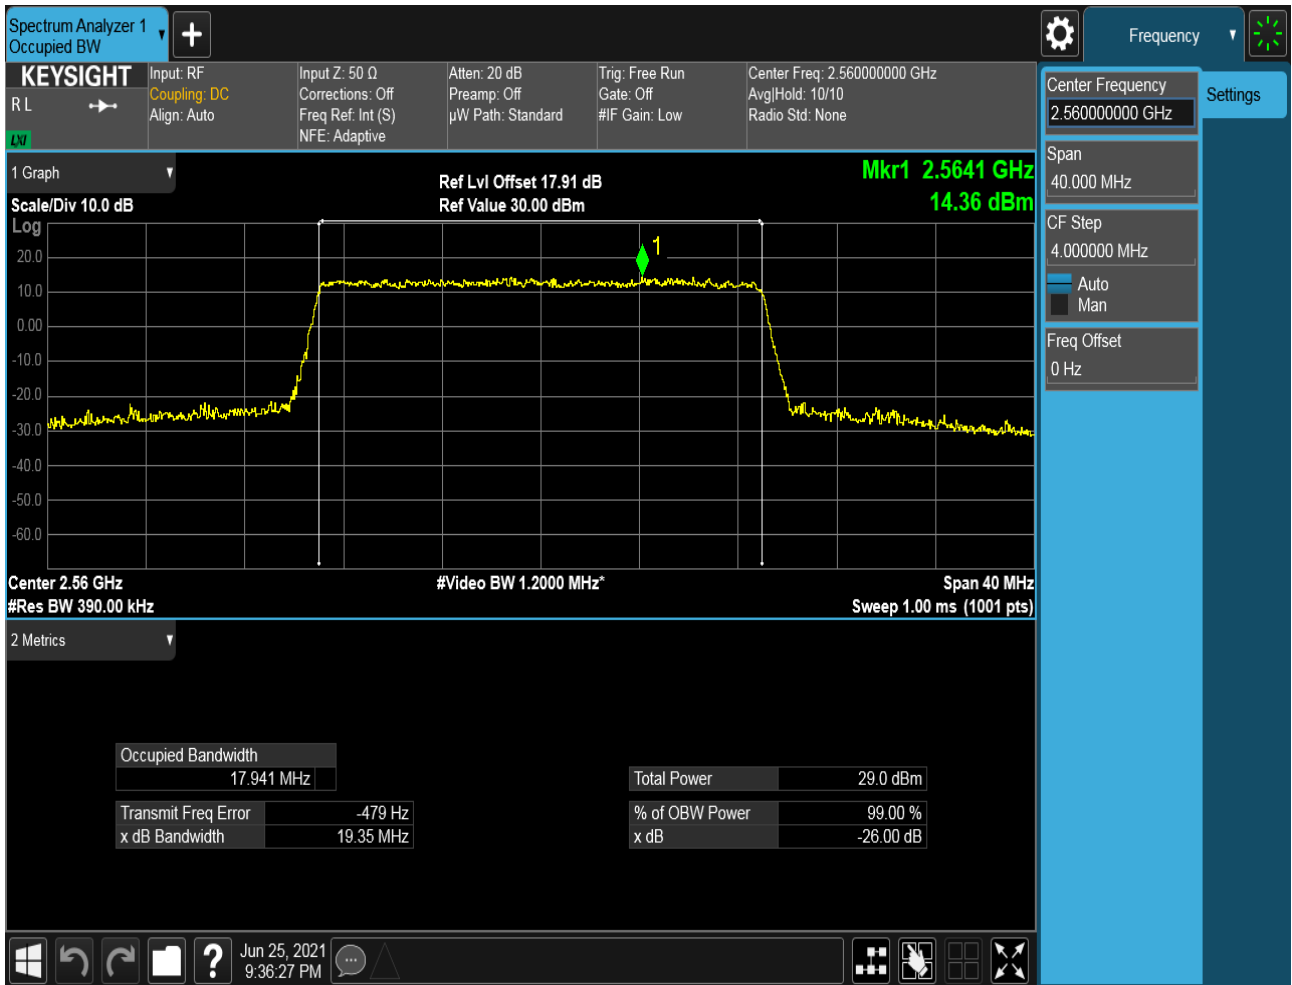 Spectrum Analyzer 1
Occupied BW
Frequency
KEYSIGHT
R L
LXI
Input: RF
Coupling: DC
Align: Auto
Input Z: 50 Ω
Corrections: Off
Freq Ref: Int (S)
NFE: Adaptive
Atten: 20 dB
Preamp: Off
µW Path: Standard
Trig: Free Run
Gate: Off
#IF Gain: Low
Center Freq: 2.560000000 GHz
Avg|Hold: 10/10
Radio Std: None
Center Frequency
2.560000000 GHz
Settings
Span
40.000 MHz
CF Step
4.000000 MHz
Auto
Man
Freq Offset
0 Hz
1 Graph
Scale/Div 10.0 dB
Log
Ref Lvl Offset 17.91 dB
Ref Value 30.00 dBm
Mkr1 2.5641 GHz
14.36 dBm
1
20.0
10.0
0.00
-10.0
-20.0
-30.0
-40.0
-50.0
-60.0
Center 2.56 GHz
#Video BW 1.2000 MHz*
Span 40 MHz
#Res BW 390.00 kHz
Sweep 1.00 ms (1001 pts)
2 Metrics
Occupied Bandwidth
17.941 MHz
Total Power 29.0 dBm
Transmit Freq Error -479 Hz
% of OBW Power 99.00 %
x dB Bandwidth 19.35 MHz
x dB -26.00 dB
?
Jun 25, 2021
9:36:27 PM